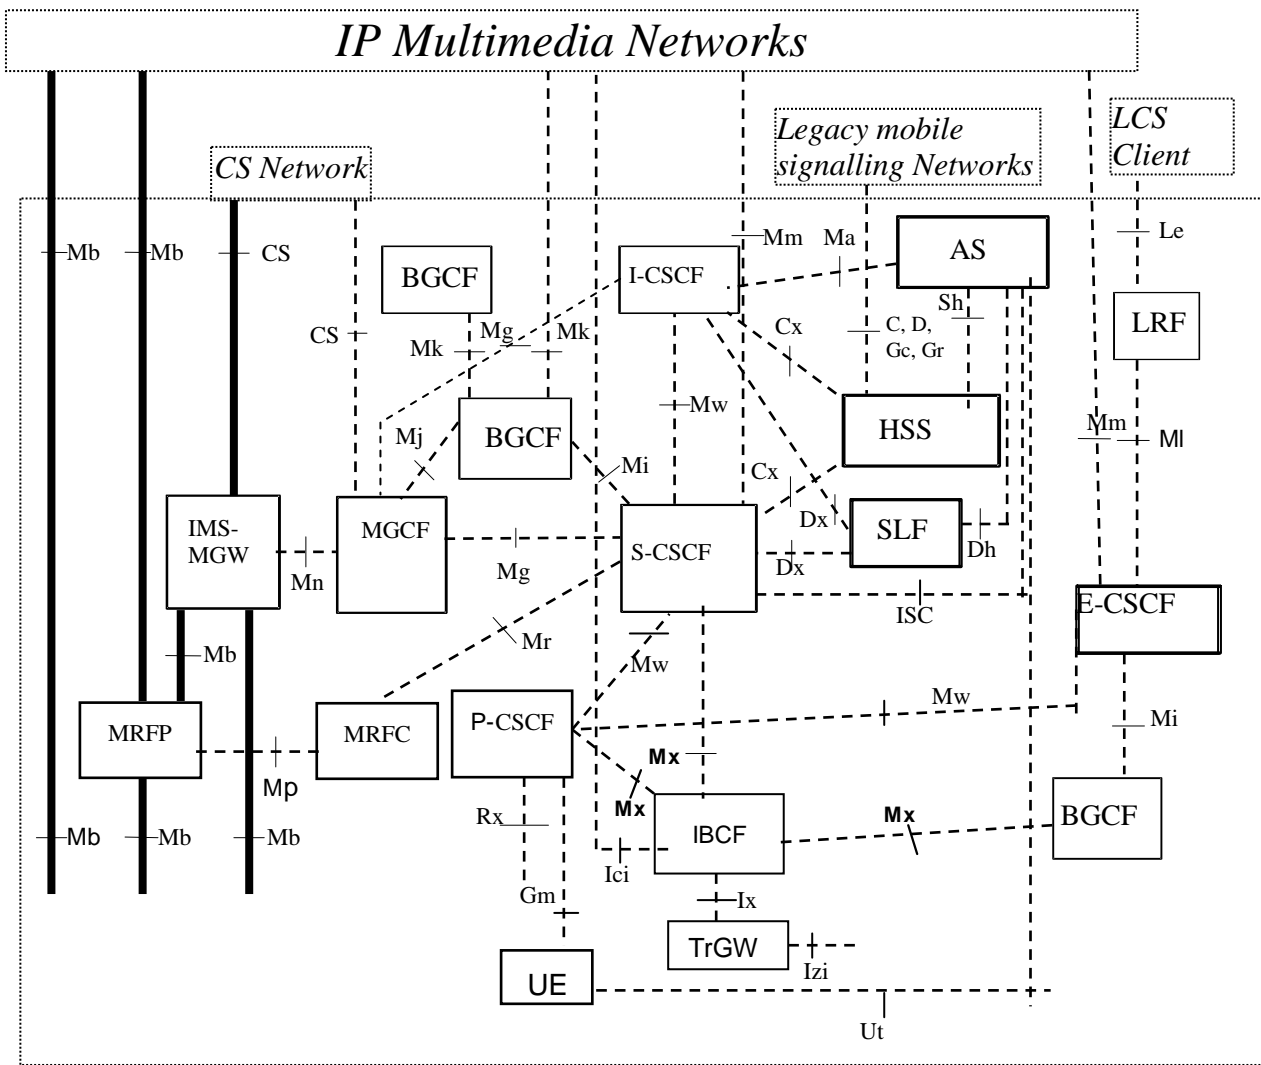 IP Multimedia Networks
Legacy mobile
signalling Networks
LCS
Client
CS Network
Mb
Mb
CS
BGCF
I-CSCF
Mm
Ma
AS
Le
Sh
LRF
CS
Mk
Mg
Mk
Cx
C, D,
Gc, Gr
Mw
HSS
Mm
Ml
Mj
BGCF
Mi
Cx
IMS-
MGW
MGCF
S-CSCF
Dx
SLF
Mn
Mg
Dx
Dh
ISC
E-CSCF
Mb
Mr
Mw
Mw
Mi
MRFP
MRFC
P-CSCF
Mx
Mp
Mx
Mx
BGCF
Mb
Mb
Mb
Rx
IBCF
Ici
Gm
Ix
TrGW
Izi
UE
Ut